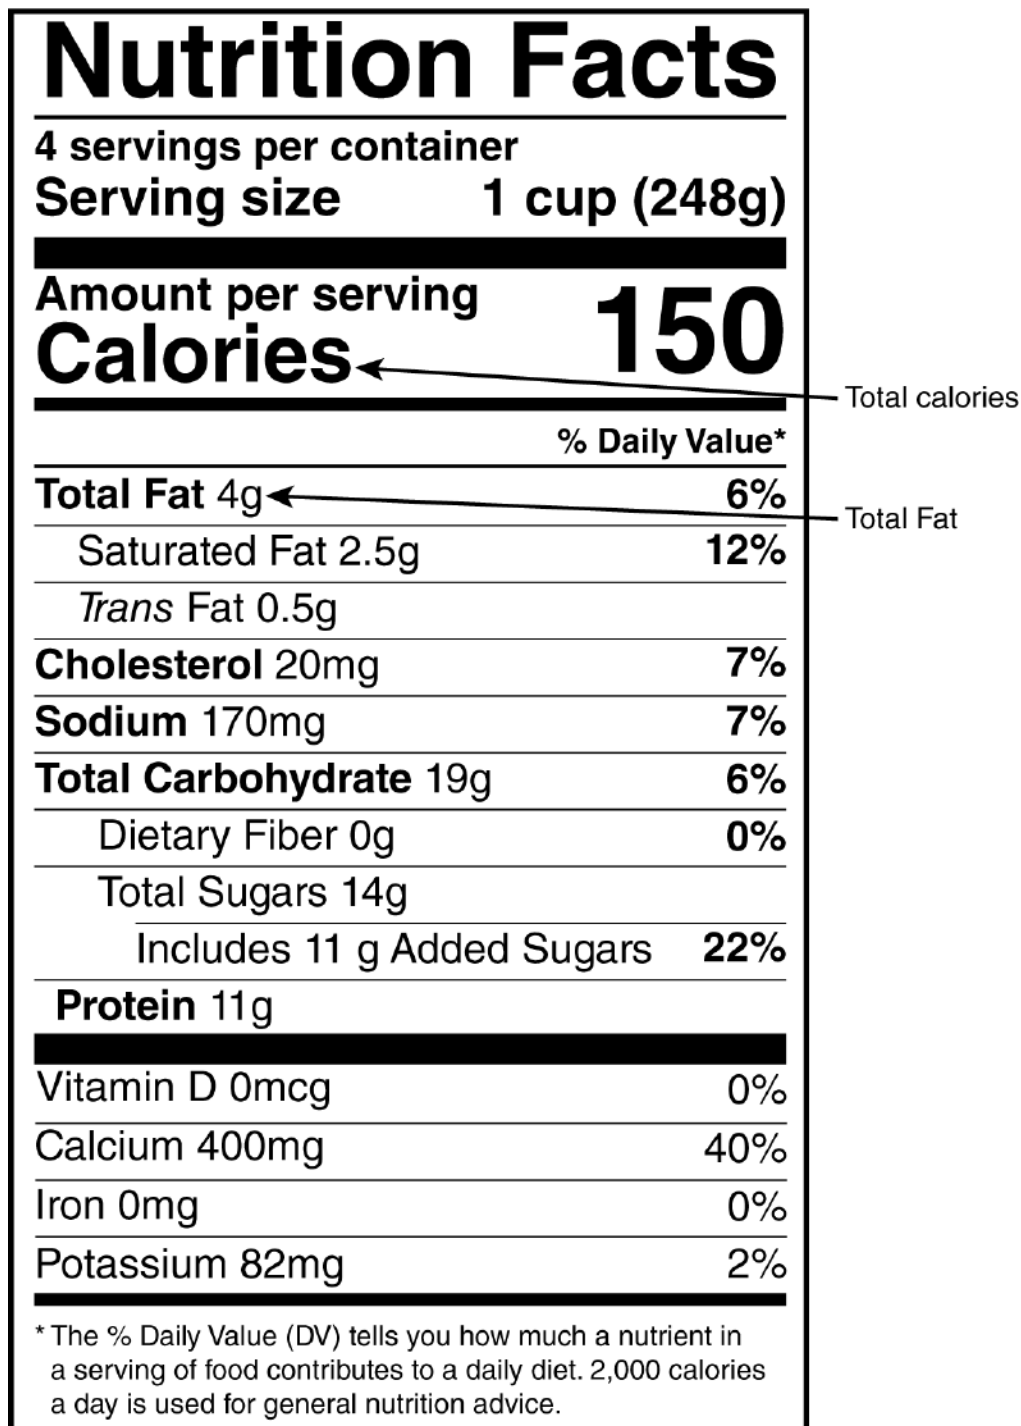 Nutrition Facts
4 servings per container
Serving size 1 cup (248g)
Amount per serving
Calories 150
Total calories
% Daily Value*
Total Fat 4g 6%
Total Fat
Saturated Fat 2.5g 12%
Trans Fat 0.5g
Cholesterol 20mg 7%
Sodium 170mg 7%
Total Carbohydrate 19g 6%
Dietary Fiber 0g 0%
Total Sugars 14g
Includes 11 g Added Sugars 22%
Protein 11g
Vitamin D 0mcg 0%
Calcium 400mg 40%
Iron 0mg 0%
Potassium 82mg 2%
* The % Daily Value (DV) tells you how much a nutrient in
a serving of food contributes to a daily diet. 2,000 calories
a day is used for general nutrition advice.